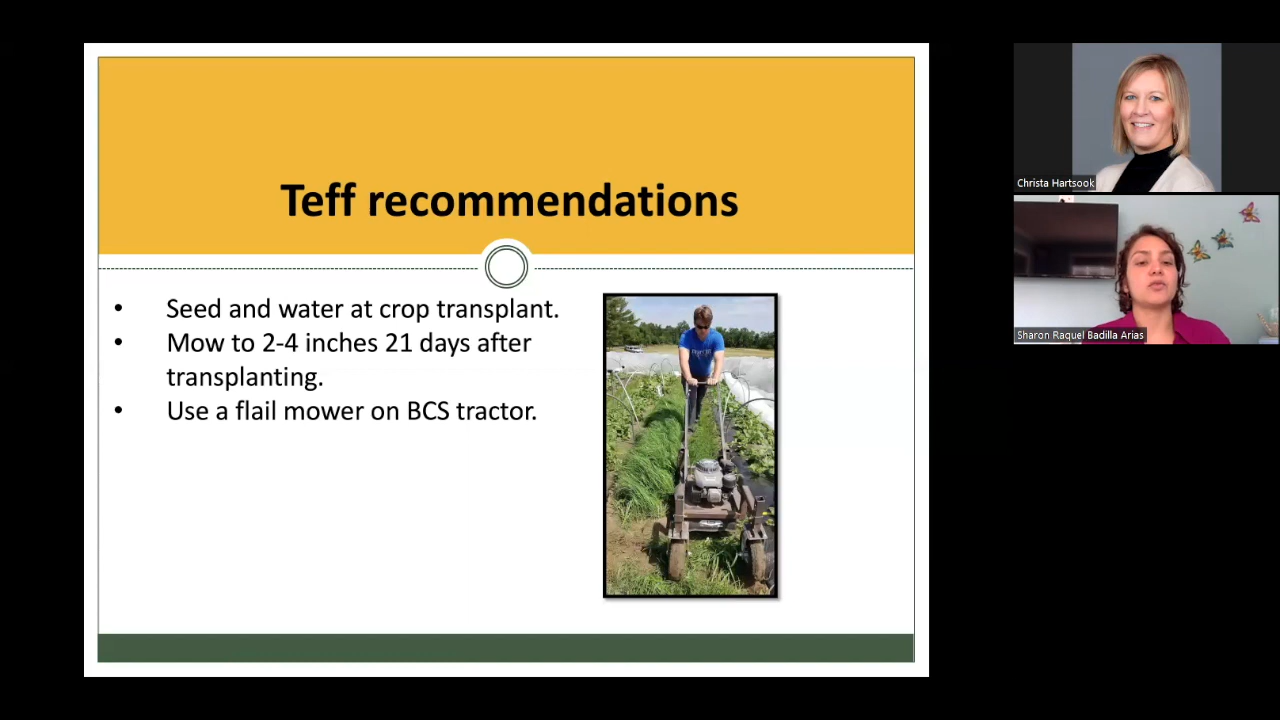 Teff recommendations
• Seed and water at crop transplant.
• Mow to 2-4 inches 21 days after
transplanting.
• Use a flail mower on BCS tractor.
Christa Hartsook
Sharon Raquel Badilla Arias